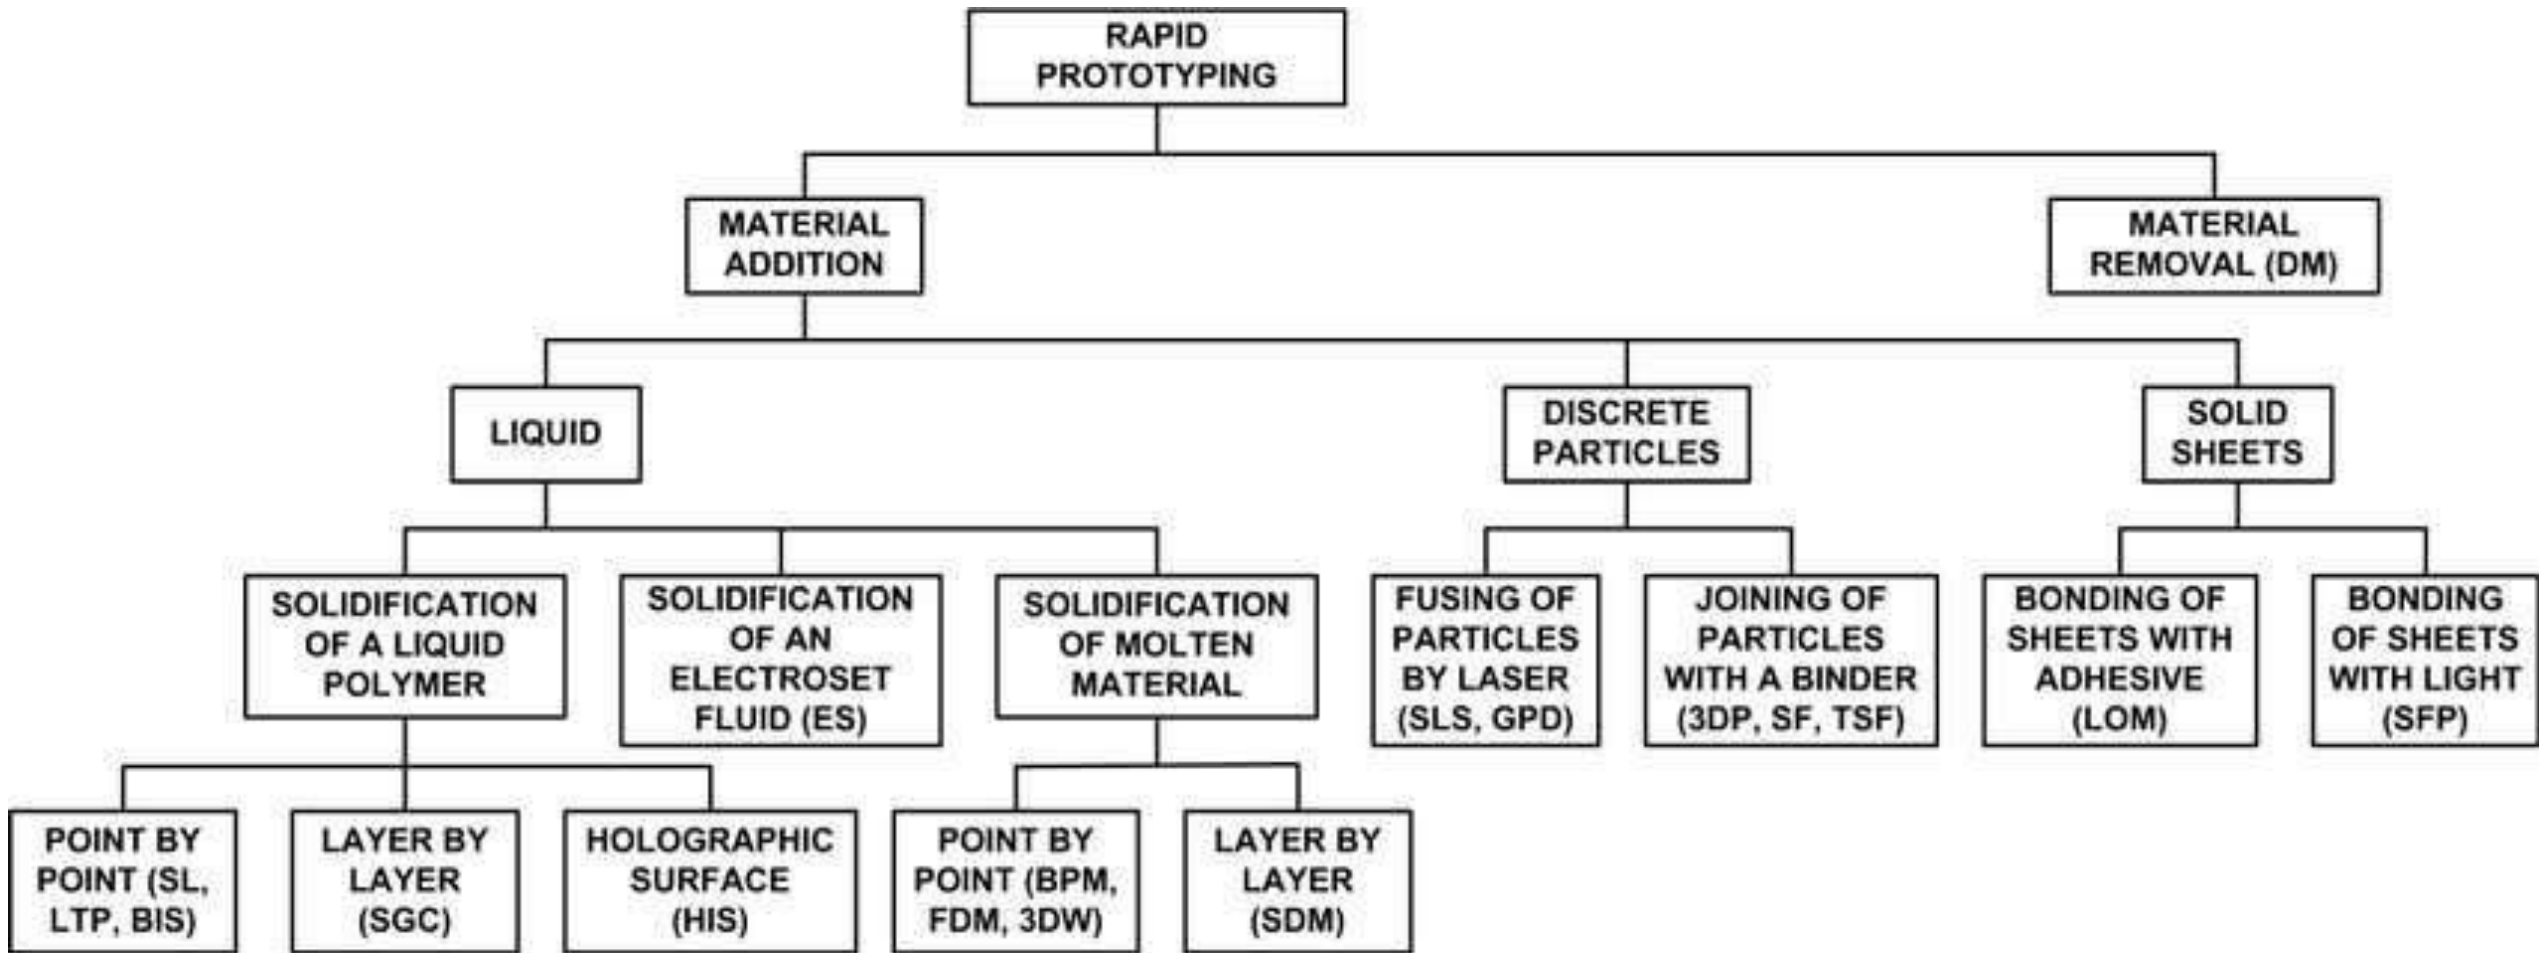 RAPID
PROTOTYPING
MATERIAL
ADDITION
MATERIAL
REMOVAL (DM)
LIQUID
DISCRETE
PARTICLES
SOLID
SHEETS
SOLIDIFICATION
OF A LIQUID
POLYMER
SOLIDIFICATION
OF AN
ELECTROSET
FLUID (ES)
SOLIDIFICATION
OF MOLTEN
MATERIAL
FUSING OF
PARTICLES
BY LASER
(SLS, GPD)
JOINING OF
PARTICLES
WITH A BINDER
(3DP, SF, TSF)
BONDING OF
SHEETS WITH
ADHESIVE
(LOM)
BONDING
OF SHEETS
WITH LIGHT
(SFP)
POINT BY
POINT (SL,
LTP, BIS)
LAYER BY
LAYER
(SGC)
HOLOGRAPHIC
SURFACE
(HIS)
POINT BY
POINT (BPM,
FDM, 3DW)
LAYER BY
LAYER
(SDM)